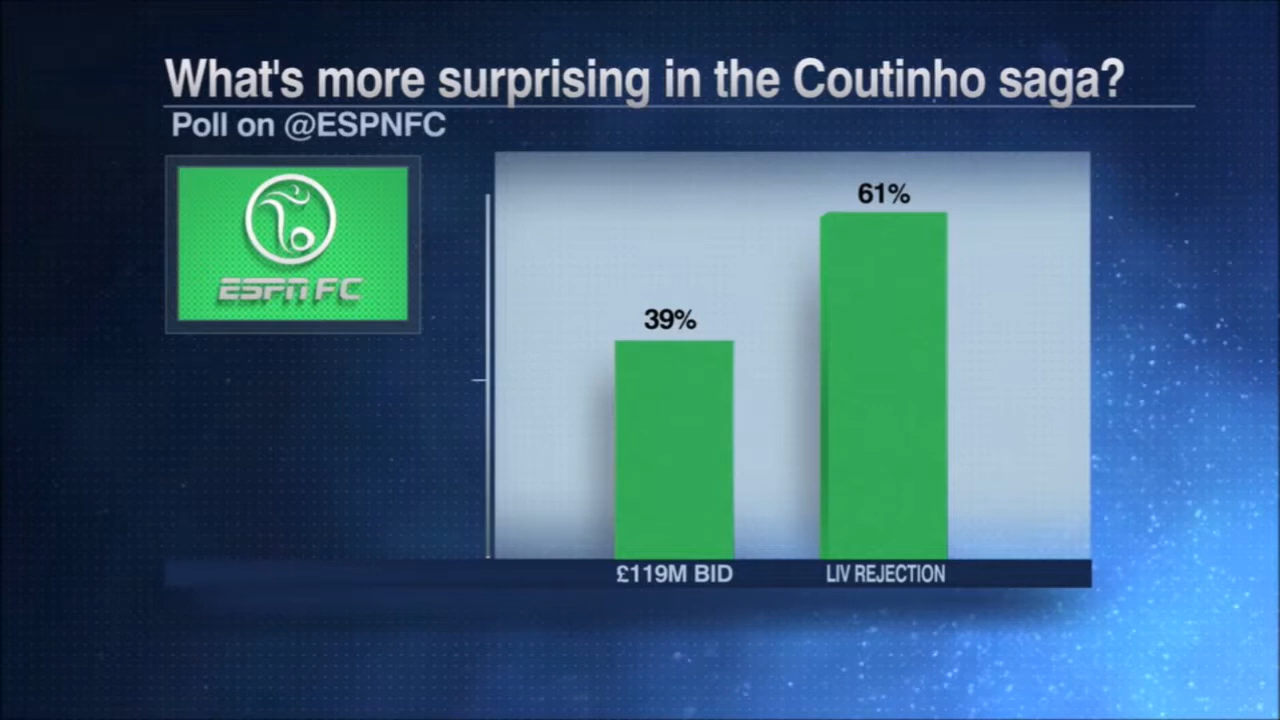 What's more surprising in the Coutinho saga?
Poll on @ESPNFC
ESPN FC
61%
39%
£119M BID
LIV REJECTION